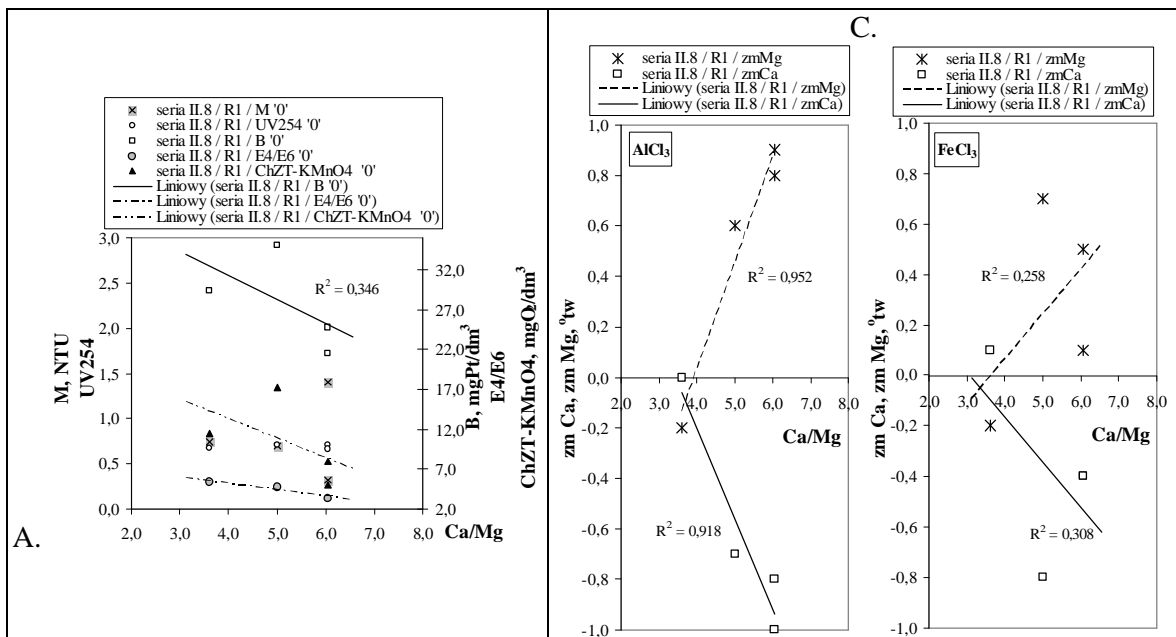 seria II.8 / R1 / M '0'
seria II.8 / R1 / UV254 '0'
seria II.8 / R1 / B '0'
seria II.8 / R1 / E4/E6 '0'
seria II.8 / R1 / ChZT-KMnO4 '0'
Liniowy (seria II.8 / R1 / B '0')
Liniowy (seria II.8 / R1 / E4/E6 '0')
Liniowy (seria II.8 / R1 / ChZT-KMnO4 '0')
3,0
2,5
2,0
1,5
1,0
0,5
0,0
M, NTU
UV254
R² = 0,346
32,0
27,0
22,0
17,0
12,0
7,0
2,0
B, mgPt/dm³
E4/E6
ChZT-KMnO4, mgO₂/dm³
2,0 3,0 4,0 5,0 6,0 7,0 8,0
Ca/Mg
A.
C.
seria II.8 / R1 / zmMg
seria II.8 / R1 / zmCa
Liniowy (seria II.8 / R1 / zmMg)
Liniowy (seria II.8 / R1 / zmCa)
AlCl₃
1,0
0,8
0,6
0,4
0,2
0,0
-0,2
-0,4
-0,6
-0,8
-1,0
zm Ca, zm Mg, °tw
R² = 0,952
2,0 3,0 4,0 5,0 6,0 7,0 8,0
Ca/Mg
R² = 0,918
seria II.8 / R1 / zmMg
seria II.8 / R1 / zmCa
Liniowy (seria II.8 / R1 / zmMg)
Liniowy (seria II.8 / R1 / zmCa)
FeCl₃
1,0
0,8
0,6
0,4
0,2
0,0
-0,2
-0,4
-0,6
-0,8
-1,0
zm Ca, zm Mg, °tw
R² = 0,258
2,0 3,0 4,0 5,0 6,0 7,0 8,0
Ca/Mg
R² = 0,308